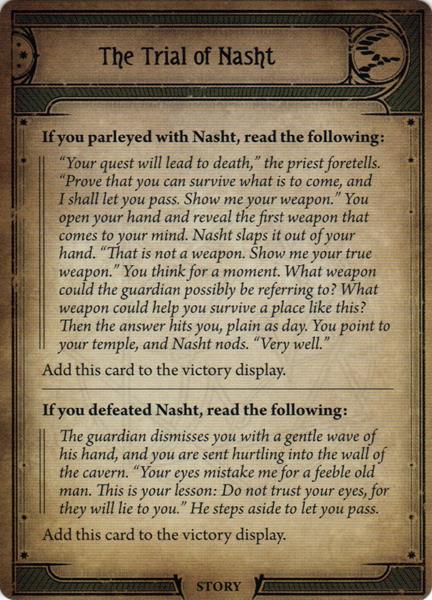 The Trial of Nasht
If you parleyed with Nasht, read the following:
“Your quest will lead to death,” the priest foretells.
“Prove that you can survive what is to come, and
I shall let you pass. Show me your weapon.” You
open your hand and reveal the first weapon that
comes to your mind. Nasht slaps it out of your
hand. “That is not a weapon. Show me your true
weapon.” You think for a moment. What weapon
could the guardian possibly be referring to? What
weapon could help you survive a place like this?
Then the answer hits you, plain as day. You point
to your temple, and Nasht nods. “Very well.”
Add this card to the victory display.
If you defeated Nasht, read the following:
The guardian dismisses you with a gentle wave of
his hand, and you are sent hurtling into the wall of
the cavern. “Your eyes mistake me for a feeble old
man. This is your lesson: Do not trust your eyes, for
they will lie to you.” He steps aside to let you pass.
Add this card to the victory display.
STORY